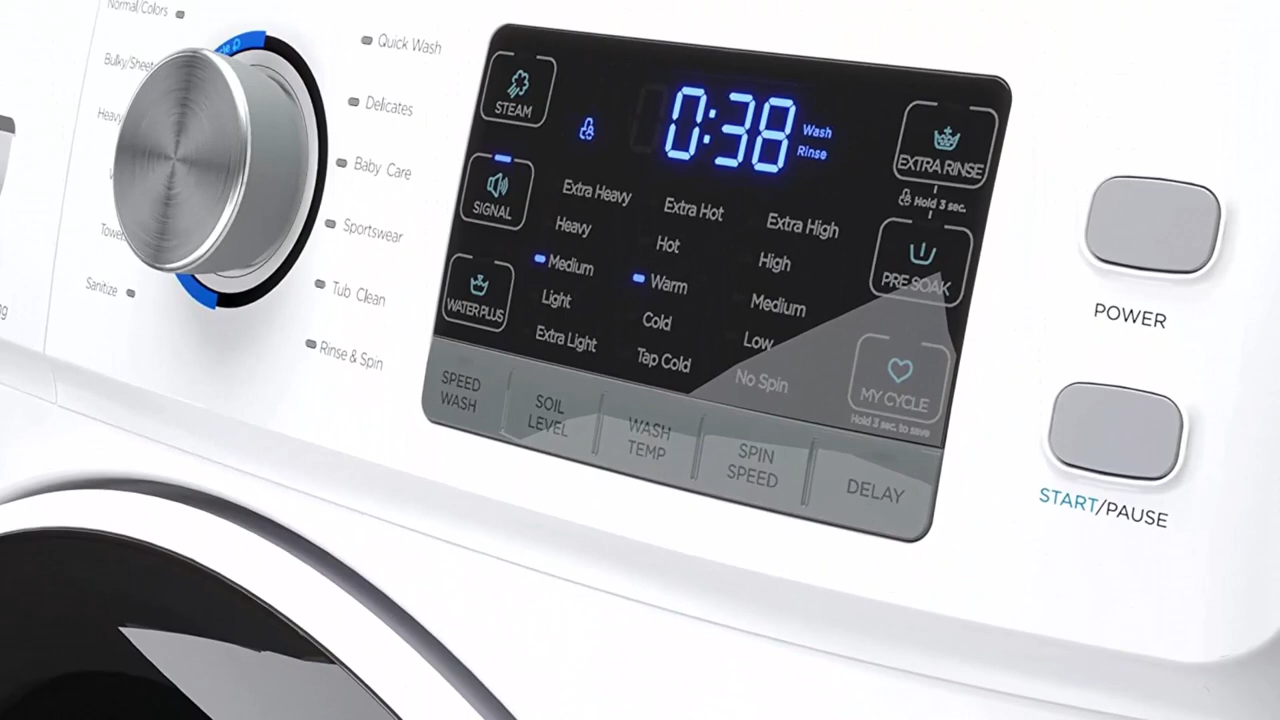 Normal/Colors
Bulky/Sheet
Heavy
Towel
Sanitize
Quick Wash
Delicates
Baby Care
Sportswear
Tub Clean
Rinse & Spin
STEAM
SIGNAL
WATER PLUS
0:38
Wash
Rinse
Extra Heavy
Heavy
Medium
Light
Extra Light
Extra Hot
Hot
Warm
Cold
Tap Cold
Extra High
High
Medium
Low
No Spin
EXTRA RINSE
Hold 3 sec.
PRE SOAK
MY CYCLE
Hold 3 sec. to save
SPEED
WASH
SOIL
LEVEL
WASH
TEMP
SPIN
SPEED
DELAY
POWER
START/PAUSE